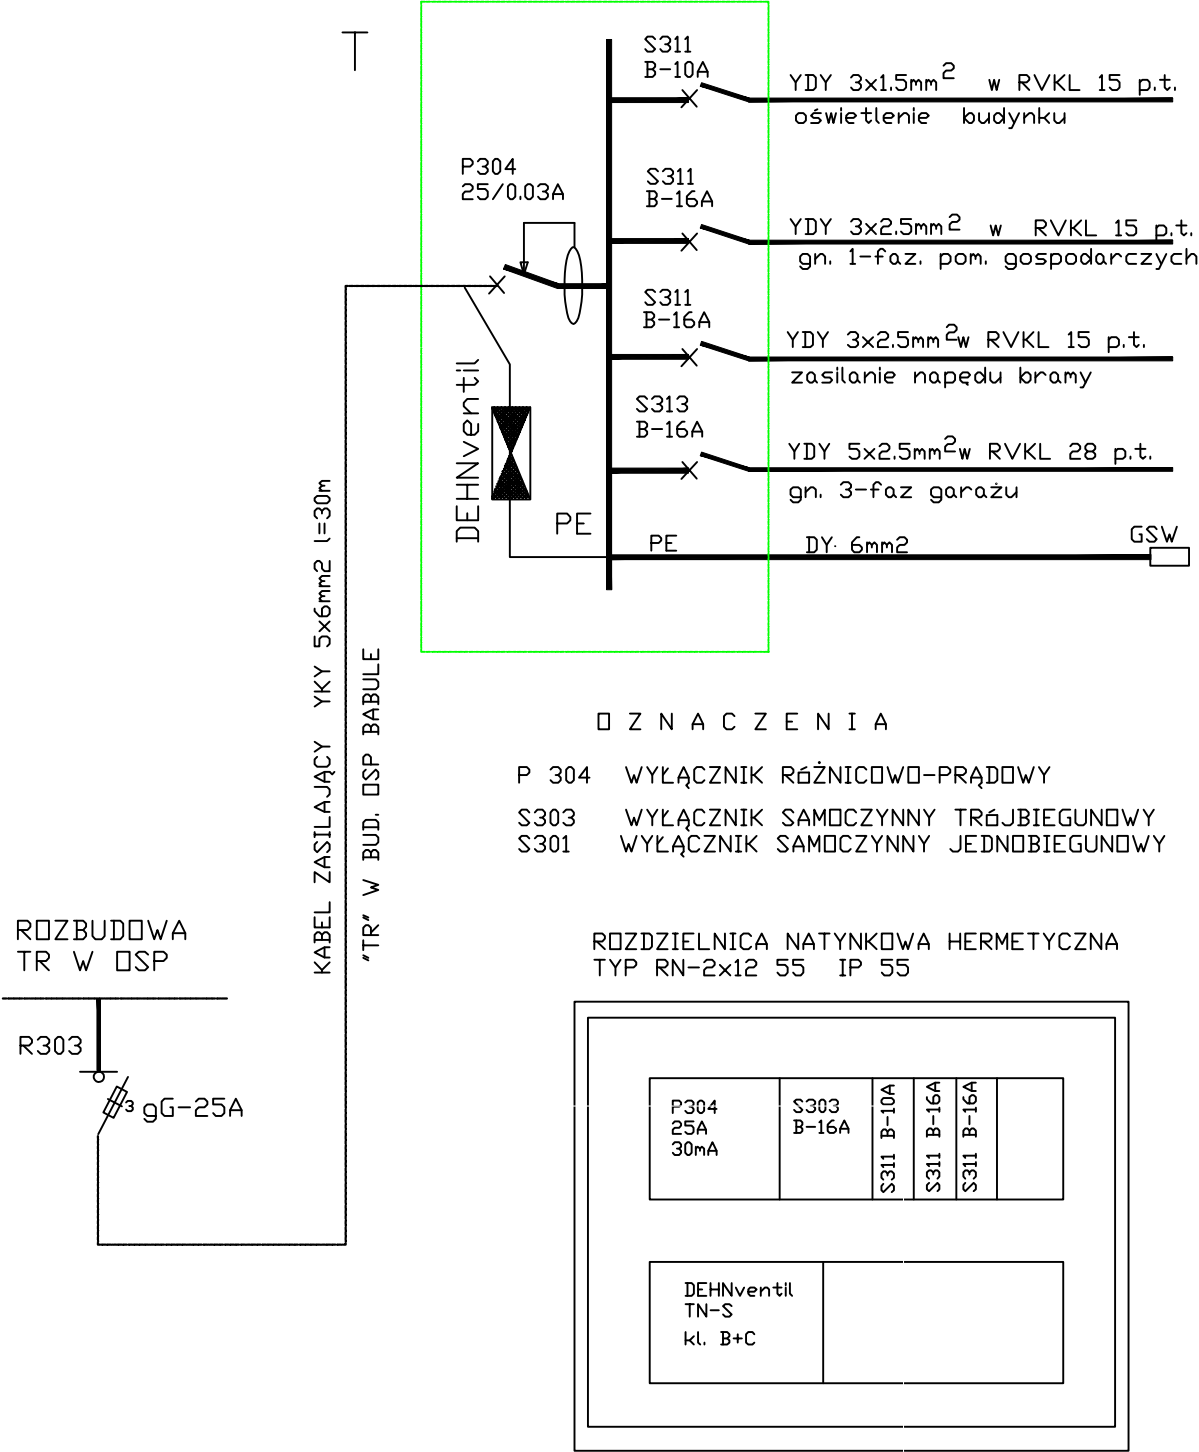 T
S311
B-10A
YDY 3x1.5mm² w RVKL 15 p.t.
oświetlenie budynku
P304
25/0.03A
S311
B-16A
YDY 3x2.5mm² w RVKL 15 p.t.
gn. 1-faz. pom. gospodarczych
S311
B-16A
YDY 3x2.5mm² w RVKL 15 p.t.
zasilanie napędu bramy
DEHNventil
S313
B-16A
YDY 5x2.5mm² w RVKL 28 p.t.
gn. 3-faz garażu
PE
PE
DY 6mm2
GSW
KABEL ZASILAJĄCY YKY 5x6mm2 l=30m
"TR" W BUD. OSP BABULE
O Z N A C Z E N I A
P 304 WYŁĄCZNIK RóŻNICOWO-PRĄDOWY
S303 WYŁĄCZNIK SAMOCZYNNY TRóJBIEGUNOWY
S301 WYŁĄCZNIK SAMOCZYNNY JEDNOBIEGUNOWY
ROZBUDOWA
TR W OSP
R303
3 gG-25A
ROZDZIELNICA NATYNKOWA HERMETYCZNA
TYP RN-2x12 55 IP 55
P304
25A
30mA
S303
B-16A
S311 B-10A
S311 B-16A
S311 B-16A
DEHNventil
TN-S
kl. B+C